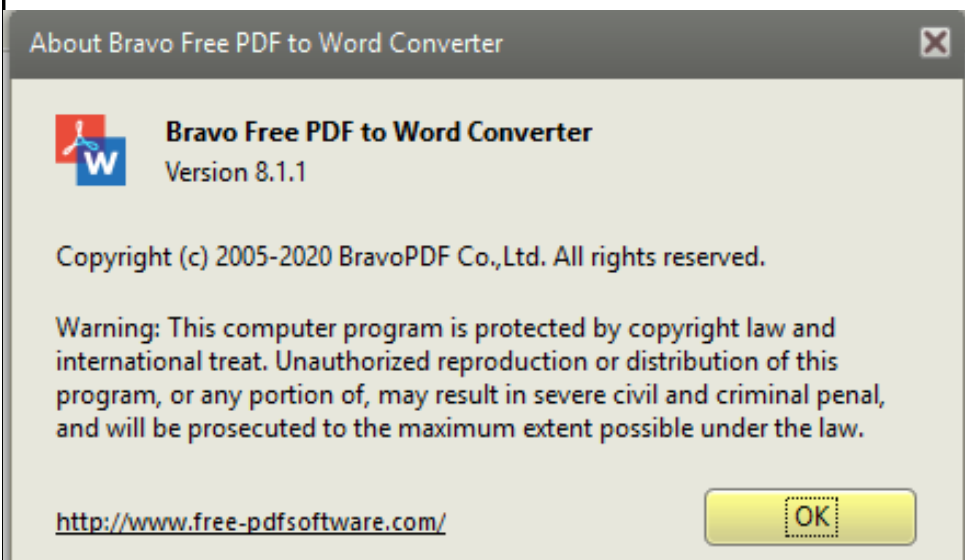 About Bravo Free PDF to Word Converter
W
Bravo Free PDF to Word Converter
Version 8.1.1
Copyright (c) 2005-2020 BravoPDF Co.,Ltd. All rights reserved.
Warning: This computer program is protected by copyright law and
international treat. Unauthorized reproduction or distribution of this
program, or any portion of, may result in severe civil and criminal penal,
and will be prosecuted to the maximum extent possible under the law.
http://www.free-pdfsoftware.com/
OK